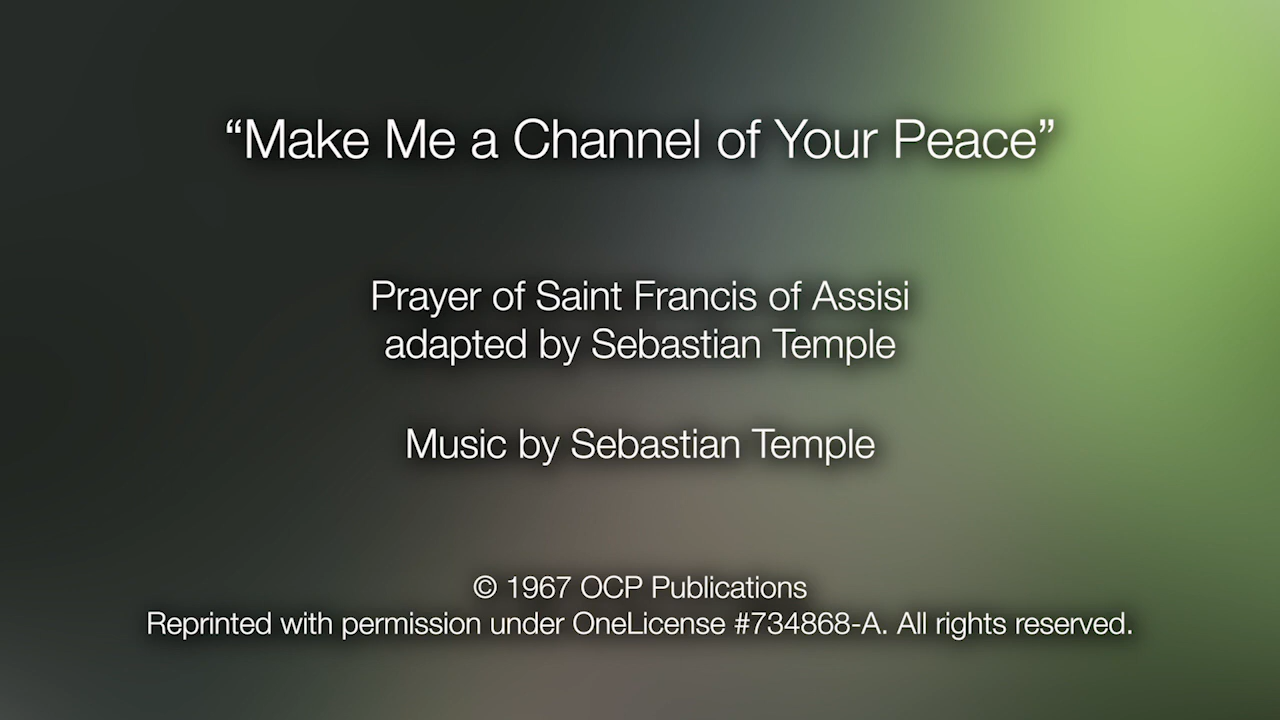 “Make Me a Channel of Your Peace”
Prayer of Saint Francis of Assisi
adapted by Sebastian Temple
Music by Sebastian Temple
© 1967 OCP Publications
Reprinted with permission under OneLicense #734868-A. All rights reserved.